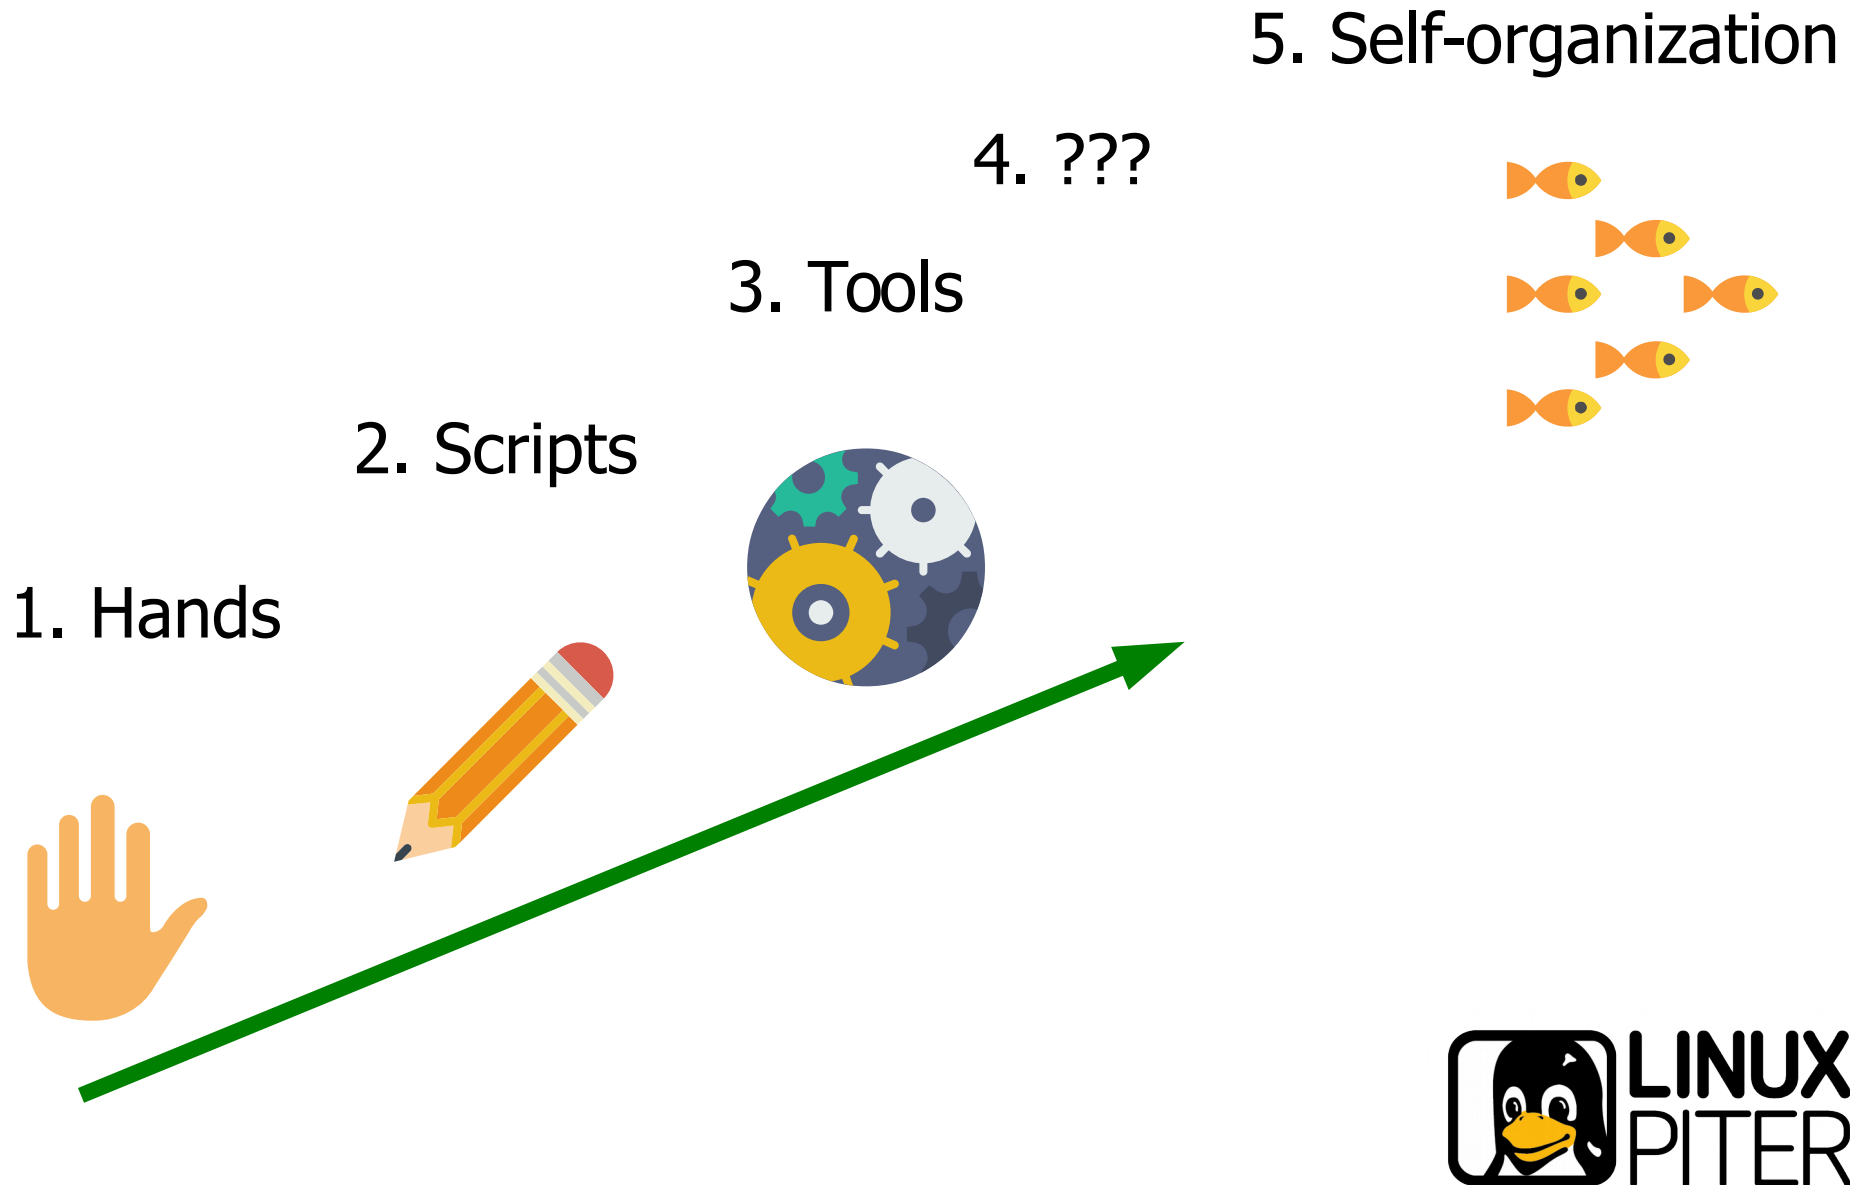 5. Self-organization
4. ???
3. Tools
2. Scripts
1. Hands
LINUX
PITER